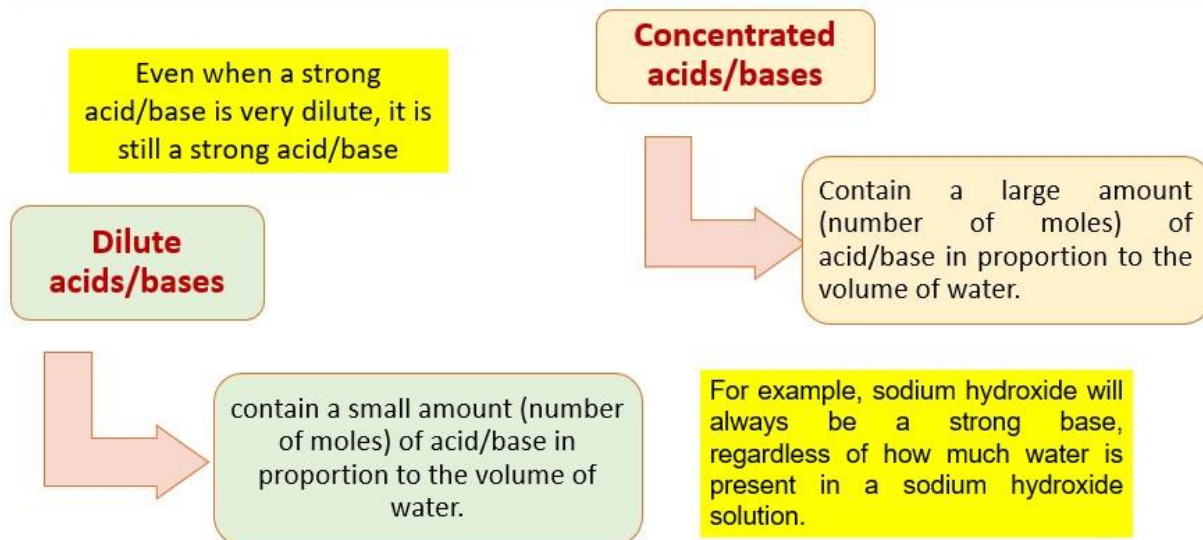 Even when a strong
acid/base is very dilute, it is
still a strong acid/base
Dilute
acids/bases
contain a small amount (number
of moles) of acid/base in
proportion to the volume of
water.
Concentrated
acids/bases
Contain a large amount
(number of moles) of
acid/base in proportion to the
volume of water.
For example, sodium hydroxide will
always be a strong base,
regardless of how much water is
present in a sodium hydroxide
solution.